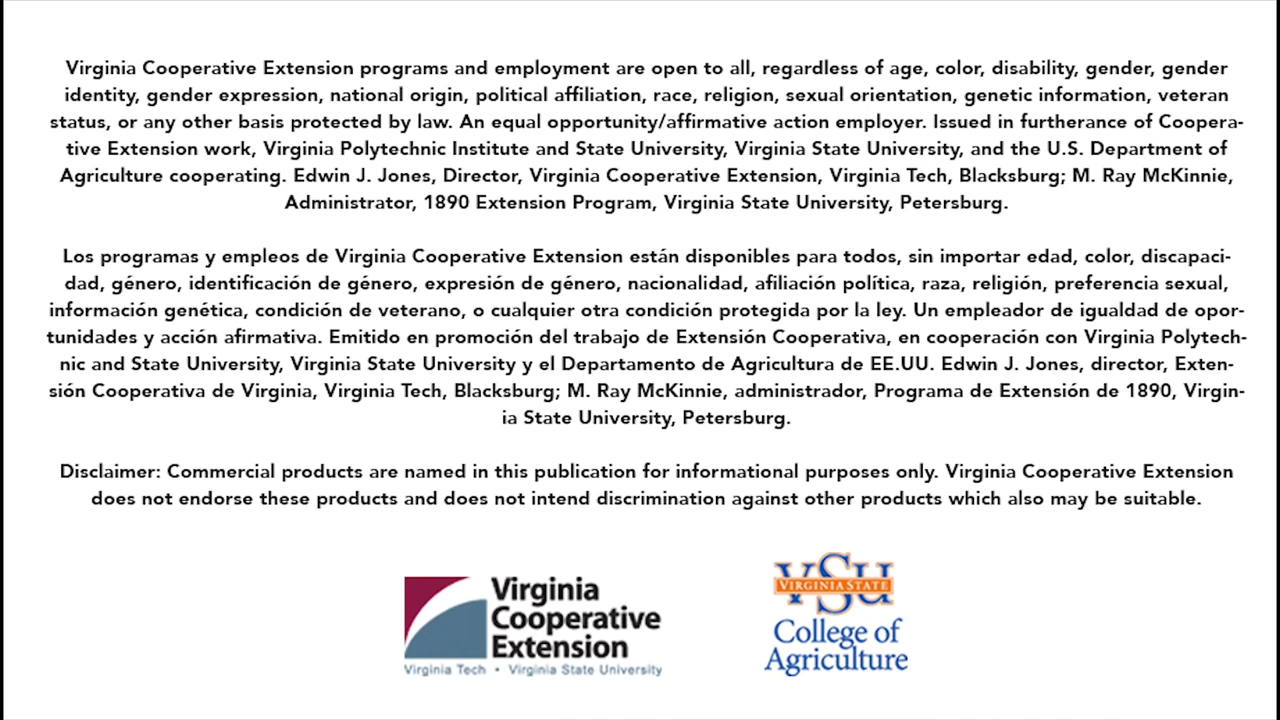 Virginia Cooperative Extension programs and employment are open to all, regardless of age, color, disability, gender, gender
identity, gender expression, national origin, political affiliation, race, religion, sexual orientation, genetic information, veteran
status, or any other basis protected by law. An equal opportunity/affirmative action employer. Issued in furtherance of Coopera-
tive Extension work, Virginia Polytechnic Institute and State University, Virginia State University, and the U.S. Department of
Agriculture cooperating. Edwin J. Jones, Director, Virginia Cooperative Extension, Virginia Tech, Blacksburg; M. Ray McKinnie,
Administrator, 1890 Extension Program, Virginia State University, Petersburg.
Los programas y empleos de Virginia Cooperative Extension están disponibles para todos, sin importar edad, color, discapaci-
dad, género, identificación de género, expresión de género, nacionalidad, afiliación política, raza, religión, preferencia sexual,
información genética, condición de veterano, o cualquier otra condición protegida por la ley. Un empleador de igualdad de opor-
tunidades y acción afirmativa. Emitido en promoción del trabajo de Extensión Cooperativa, en cooperación con Virginia Polytech-
nic and State University, Virginia State University y el Departamento de Agricultura de EE.UU. Edwin J. Jones, director, Exten-
sión Cooperativa de Virginia, Virginia Tech, Blacksburg; M. Ray McKinnie, administrador, Programa de Extensión de 1890, Virgin-
ia State University, Petersburg.
Disclaimer: Commercial products are named in this publication for informational purposes only. Virginia Cooperative Extension
does not endorse these products and does not intend discrimination against other products which also may be suitable.
Virginia
Cooperative
Extension
Virginia Tech • Virginia State University
VSU
VIRGINIA STATE
College of
Agriculture